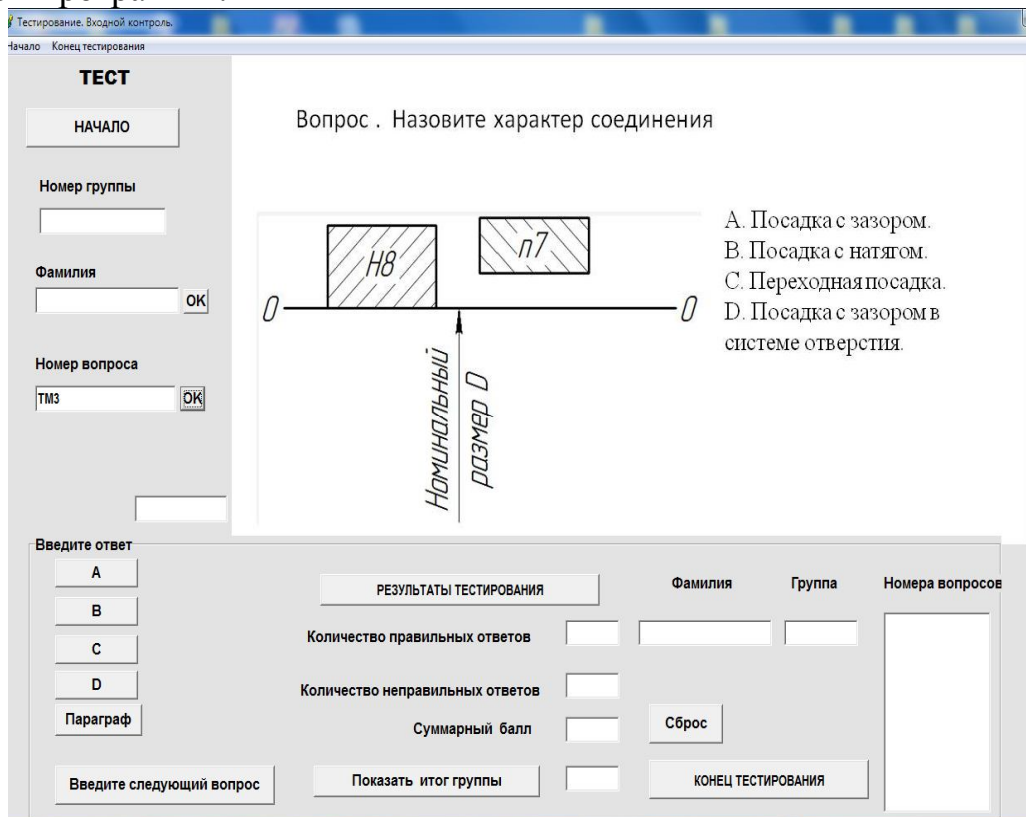 Тестирование. Входной контроль.
Начало Конец тестирования
ТЕСТ
НАЧАЛО
Номер группы
Фамилия
OK
Номер вопроса
ТМ3
OK
Вопрос . Назовите характер соединения
H8
n7
0
0
Номинальный
размер D
A. Посадка с зазором.
B. Посадка с натягом.
C. Переходная посадка.
D. Посадка с зазором в
системе отверстия.
Введите ответ
A
B
C
D
Параграф
Введите следующий вопрос
РЕЗУЛЬТАТЫ ТЕСТИРОВАНИЯ
Фамилия
Группа
Номера вопросов
Количество правильных ответов
Количество неправильных ответов
Суммарный балл
Сброс
Показать итог группы
КОНЕЦ ТЕСТИРОВАНИЯ